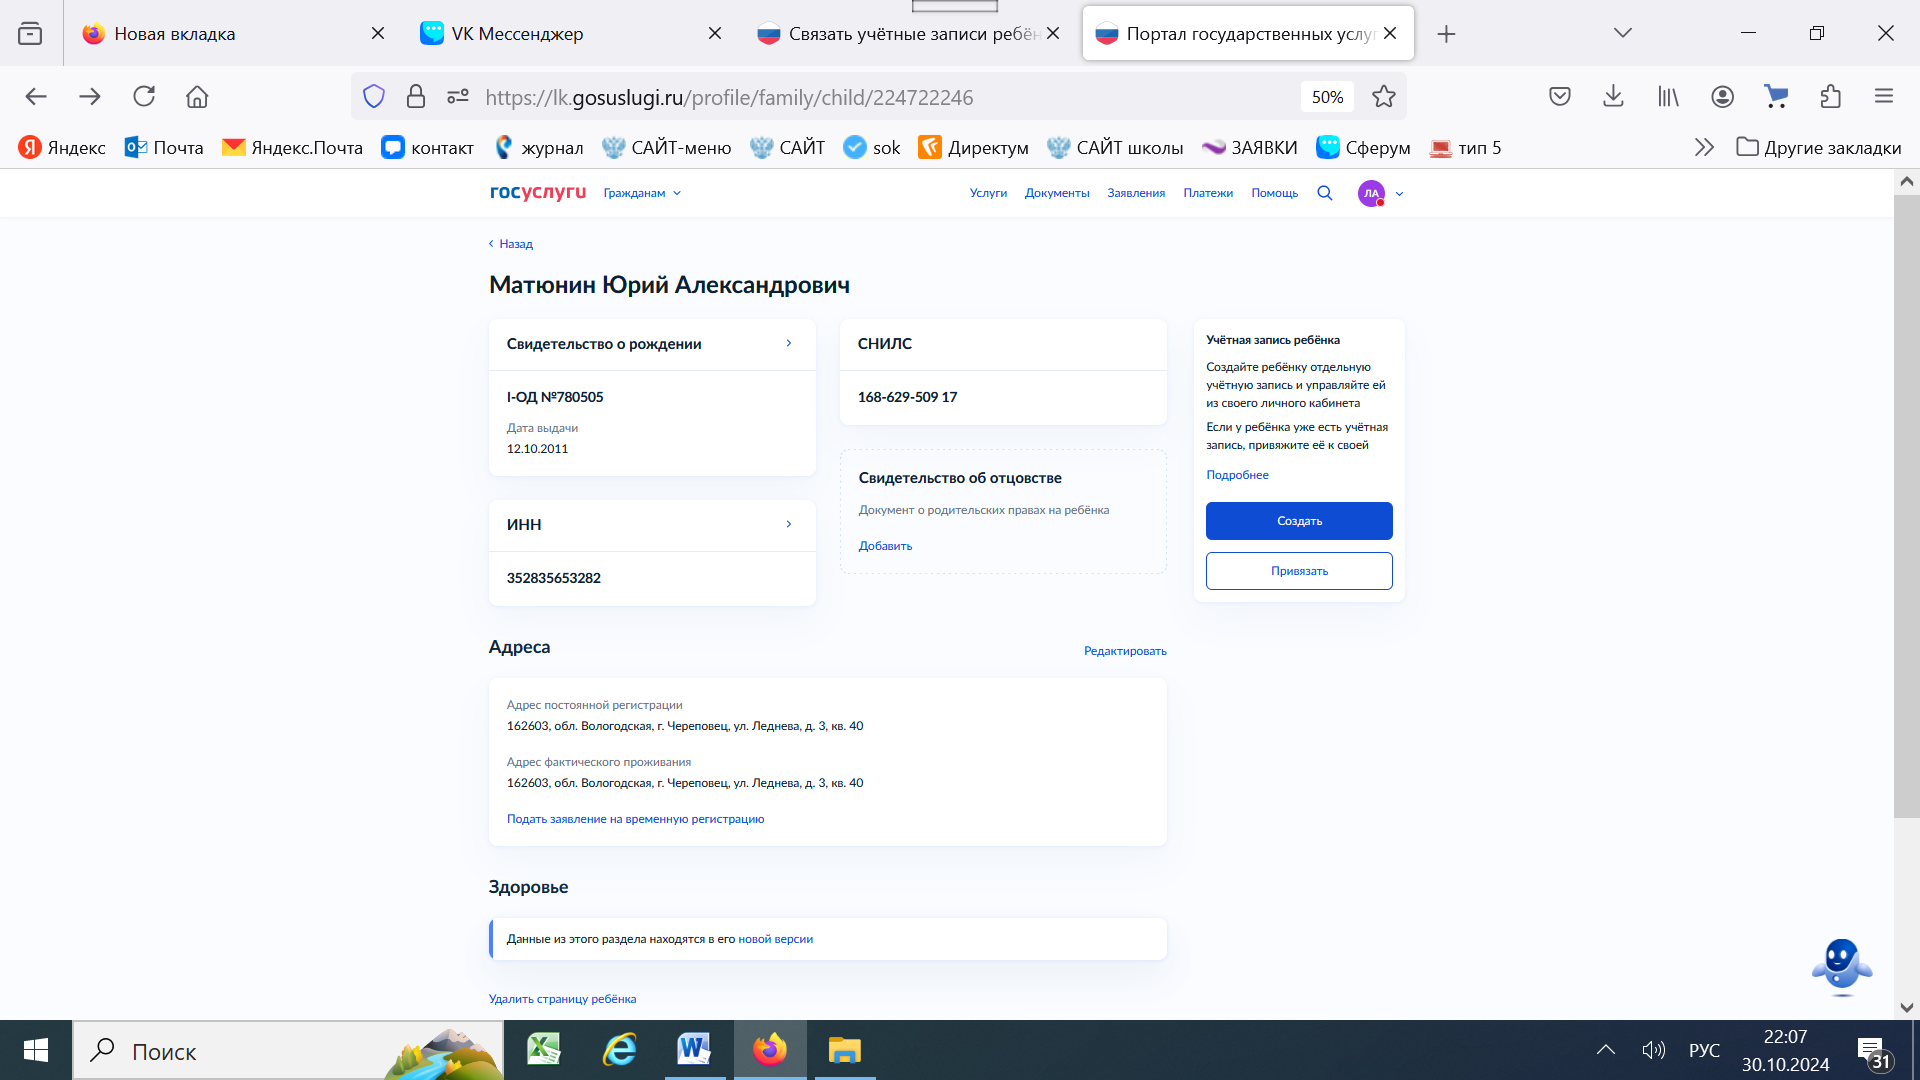 Новая вкладка
VK Мессенджер
Связать учётные записи ребён
Портал государственных услуг
https://lk.gosuslugi.ru/profile/family/child/224722246
50%
Яндекс
Почта
Яндекс.Почта
контакт
журнал
САЙТ-меню
САЙТ
sok
Директум
САЙТ школы
ЗАЯВКИ
Сферум
тип 5
Другие закладки
госуслуги
Гражданам
Услуги
Документы
Заявления
Платежи
Помощь
ЛА
Назад
Матюнин Юрий Александрович
Свидетельство о рождении
I-ОД №780505
Дата выдачи
12.10.2011
ИНН
352835653282
СНИЛС
168-629-509 17
Свидетельство об отцовстве
Документ о родительских правах на ребёнка
Добавить
Учётная запись ребёнка
Создайте ребёнку отдельную
учётную запись и управляйте ей
из своего личного кабинета
Если у ребёнка уже есть учётная
запись, привяжите её к своей
Подробнее
Создать
Привязать
Адреса
Редактировать
Адрес постоянной регистрации
162603, обл. Вологодская, г. Череповец, ул. Леднева, д. 3, кв. 40
Адрес фактического проживания
162603, обл. Вологодская, г. Череповец, ул. Леднева, д. 3, кв. 40
Подать заявление на временную регистрацию
Здоровье
Данные из этого раздела находятся в его новой версии
Удалить страницу ребёнка
Поиск
РУС
22:07
30.10.2024
31